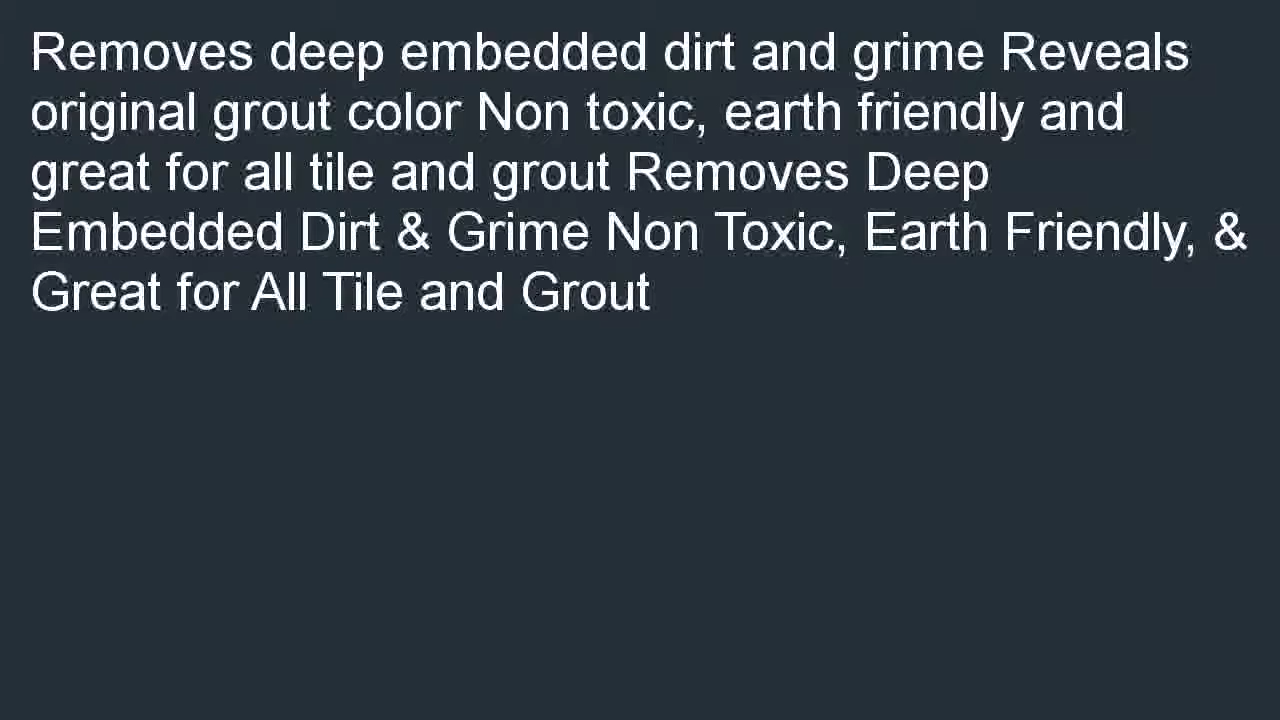 Removes deep embedded dirt and grime Reveals
original grout color Non toxic, earth friendly and
great for all tile and grout Removes Deep
Embedded Dirt & Grime Non Toxic, Earth Friendly, &
Great for All Tile and Grout